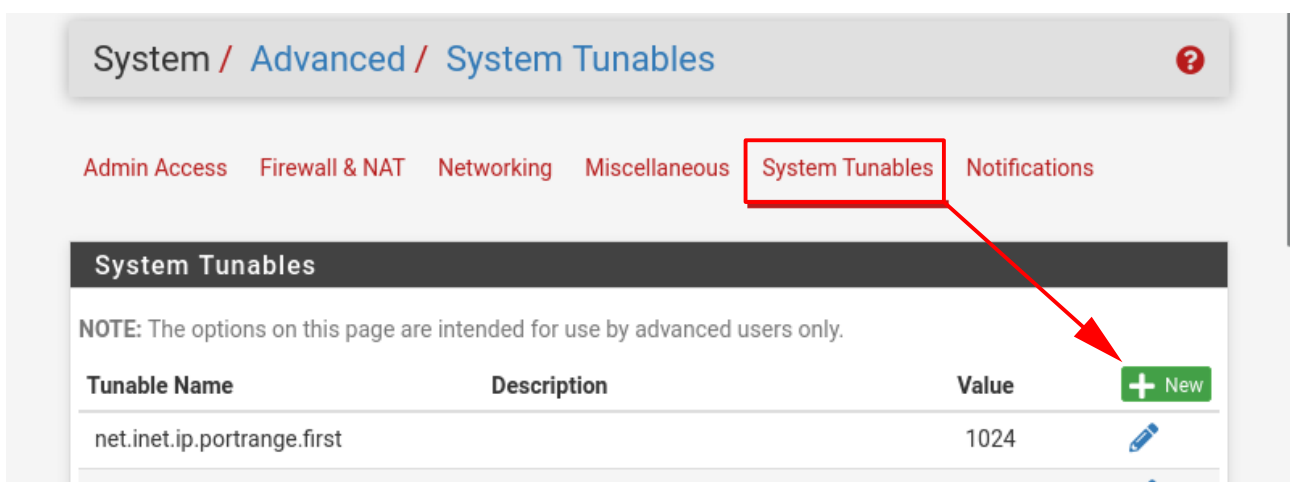 System / Advanced / System Tunables
Admin Access Firewall & NAT Networking Miscellaneous System Tunables Notifications
System Tunables
NOTE: The options on this page are intended for use by advanced users only.
Tunable Name Description Value New
net.inet.ip.portrange.first 1024